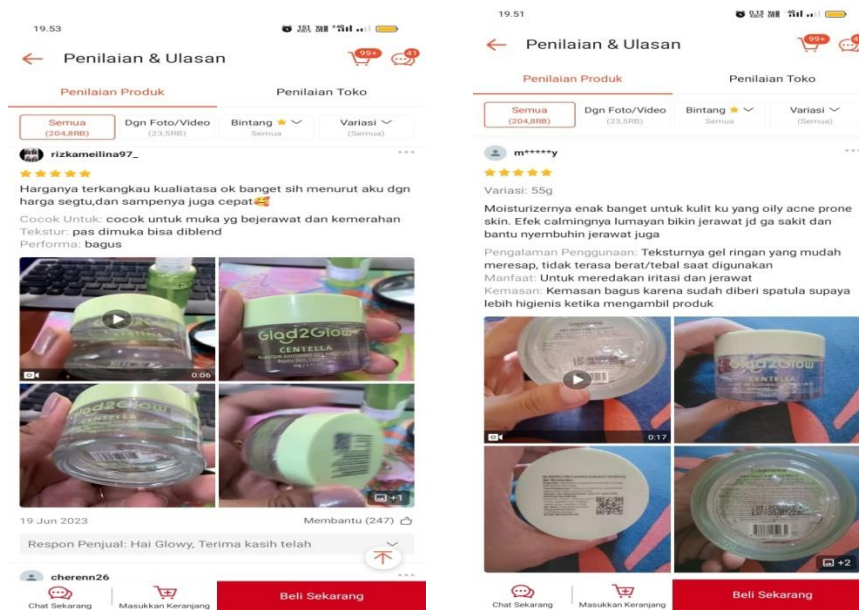 19.53
Penilaian & Ulasan
99+
41
Penilaian Produk
Penilaian Toko
Semua
(204,8RB)
Dgn Foto/Video
(23,5RB)
Bintang
Semua
Variasi
(Semua)
rizkameilina97_
Harganya terkangkau kualiatasa ok banget sih menurut aku dgn
harga segtu,dan sampenya juga cepat🥰
Cocok Untuk: cocok untuk muka yg bejerawat dan kemerahan
Tekstur: pas dimuka bisa diblend
Performa: bagus
Glad2Glow
CENTELLA
0:06
Glad2Glow
+1
19 Jun 2023
Membantu (247)
Respon Penjual: Hai Glowy, Terima kasih telah
cherenn26
Chat Sekarang
Masukkan Keranjang
Beli Sekarang
19.51
Penilaian & Ulasan
99+
Penilaian Produk
Penilaian Toko
Semua
(204,8RB)
Dgn Foto/Video
(23,5RB)
Bintang
Semua
Variasi
(Semua)
m*****y
Variasi: 55g
Moisturizernya enak banget untuk kulit ku yang oily acne prone
skin. Efek calmingnya lumayan bikin jerawat jd ga sakit dan
bantu nyembuhin jerawat juga
Pengalaman Penggunaan: Teksturnya gel ringan yang mudah
meresap, tidak terasa berat/tebal saat digunakan
Manfaat: Untuk meredakan iritasi dan jerawat
Kemasan: Kemasan bagus karena sudah diberi spatula supaya
lebih higienis ketika mengambil produk
Glad2Glow
CENTELLA
0:17
+2
Chat Sekarang
Masukkan Keranjang
Beli Sekarang